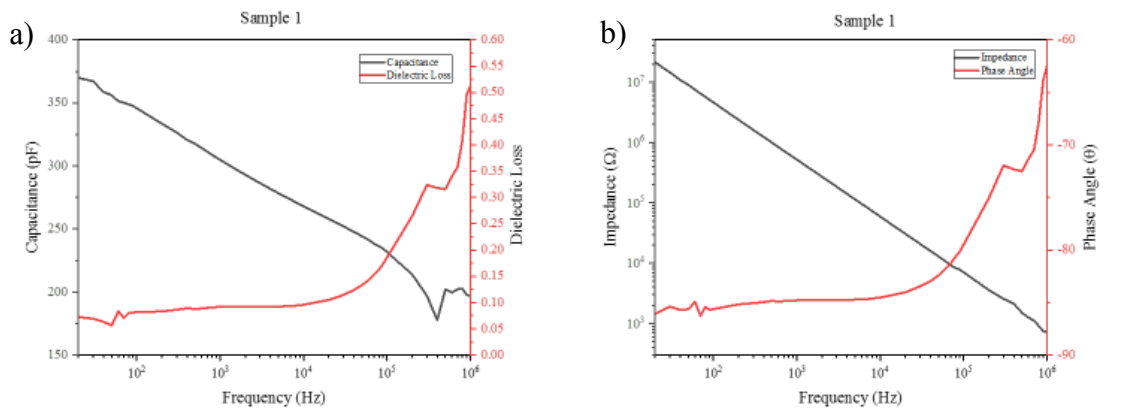 a)
Sample 1
Capacitance
Dielectric Loss
400
350
300
250
200
150
Capacitance (pF)
0.60
0.55
0.50
0.45
0.40
0.35
0.30
0.25
0.20
0.15
0.10
0.05
0.00
Dielectric Loss
10² 10³ 10⁴ 10⁵ 10⁶
Frequency (Hz)
b)
Sample 1
Impedance
Phase Angle
10⁷
10⁶
10⁵
10⁴
10³
Impedance (Ω)
-60
-70
-80
-90
Phase Angle (θ)
10² 10³ 10⁴ 10⁵ 10⁶
Frequency (Hz)